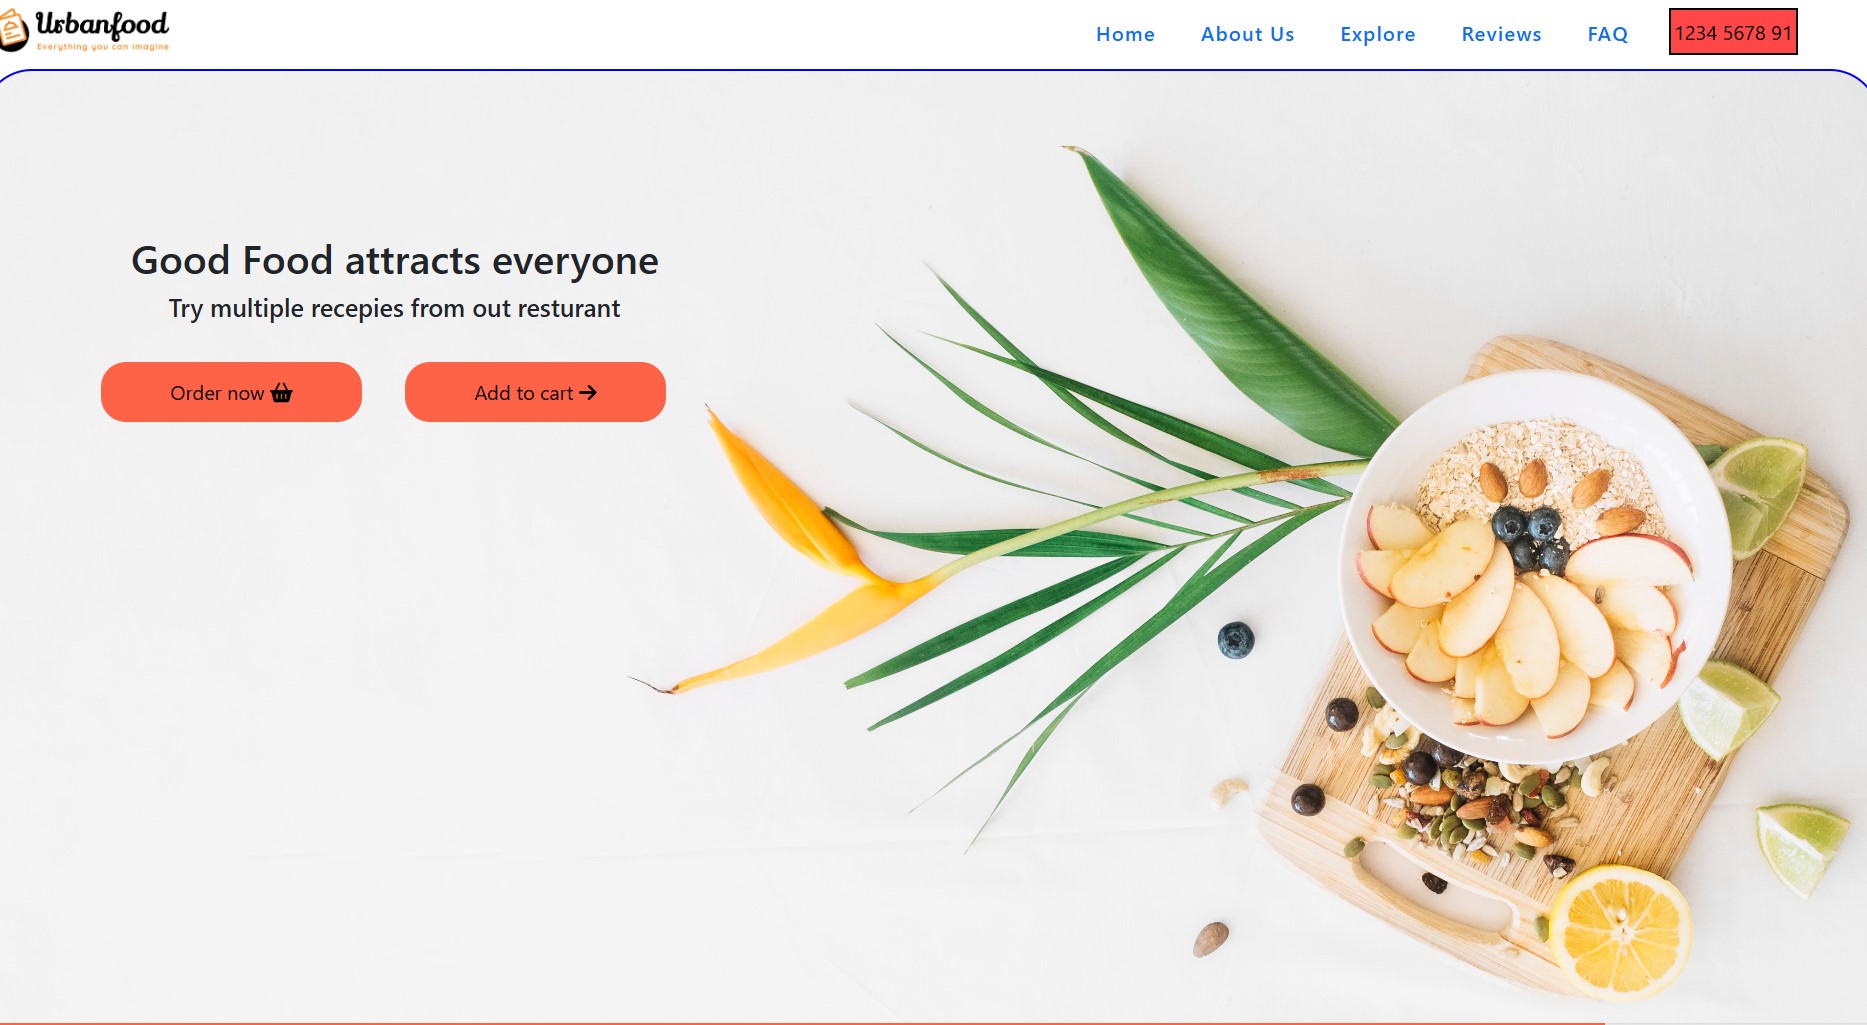 Urbanfood
Everything you can imagine
Home About Us Explore Reviews FAQ 1234 5678 91
Good Food attracts everyone
Try multiple recepies from out resturant
Order now Add to cart